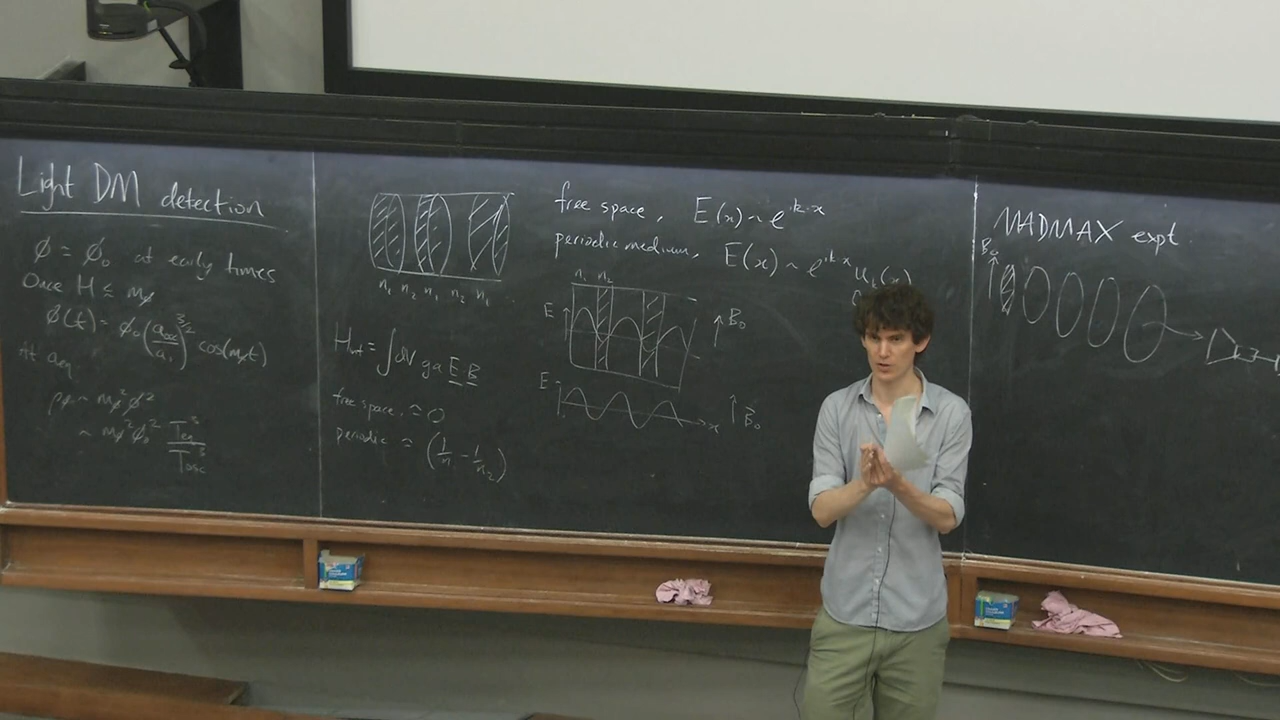 Light DM detection
ϕ = ϕ₀ at early times
Once H ≤ m_ϕ
ϕ(t) = ϕ₀ (a_osc/a)^{3/2} cos(m_ϕ t)
At a_eq
ρ_ϕ ~ m_ϕ² ϕ²
~ m_ϕ² ϕ₀² T_eq³/T_osc³
n₁ n₂ n₁ n₂ n₁
H_int = ∫dV g a E B
free space, ≈ 0
periodic ≈ (1/n - 1/n₂)
free space, E(x) ~ e^{ik·x}
periodic medium, E(x) ~ e^{ik·x} u_k(x)
n₁ n₂
E
B₀
E
x
B₀
MADMAX expt.
B₀